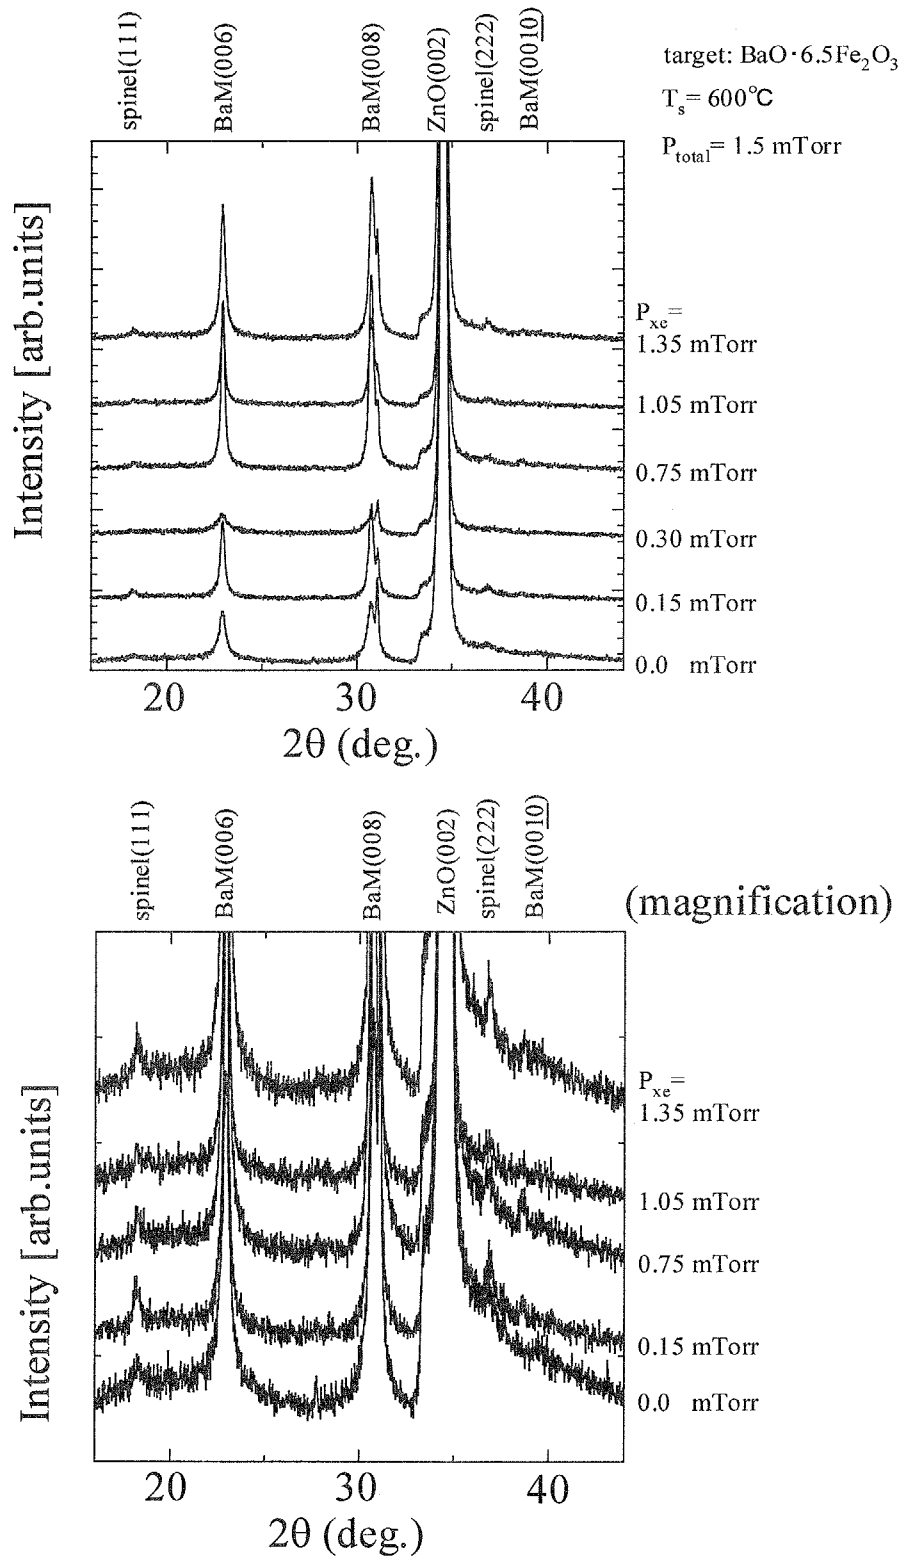 spinel(111)
BaM(006)
BaM(008)
ZnO(002)
spinel(222)
BaM(0010)
target: BaO·6.5Fe2O3
Ts= 600℃
Ptotal= 1.5 mTorr
Intensity [arb.units]
Pxe=
1.35 mTorr
1.05 mTorr
0.75 mTorr
0.30 mTorr
0.15 mTorr
0.0 mTorr
20
30
40
2θ (deg.)
spinel(111)
BaM(006)
BaM(008)
ZnO(002)
spinel(222)
BaM(0010)
(magnification)
Intensity [arb.units]
Pxe=
1.35 mTorr
1.05 mTorr
0.75 mTorr
0.15 mTorr
0.0 mTorr
20
30
40
2θ (deg.)